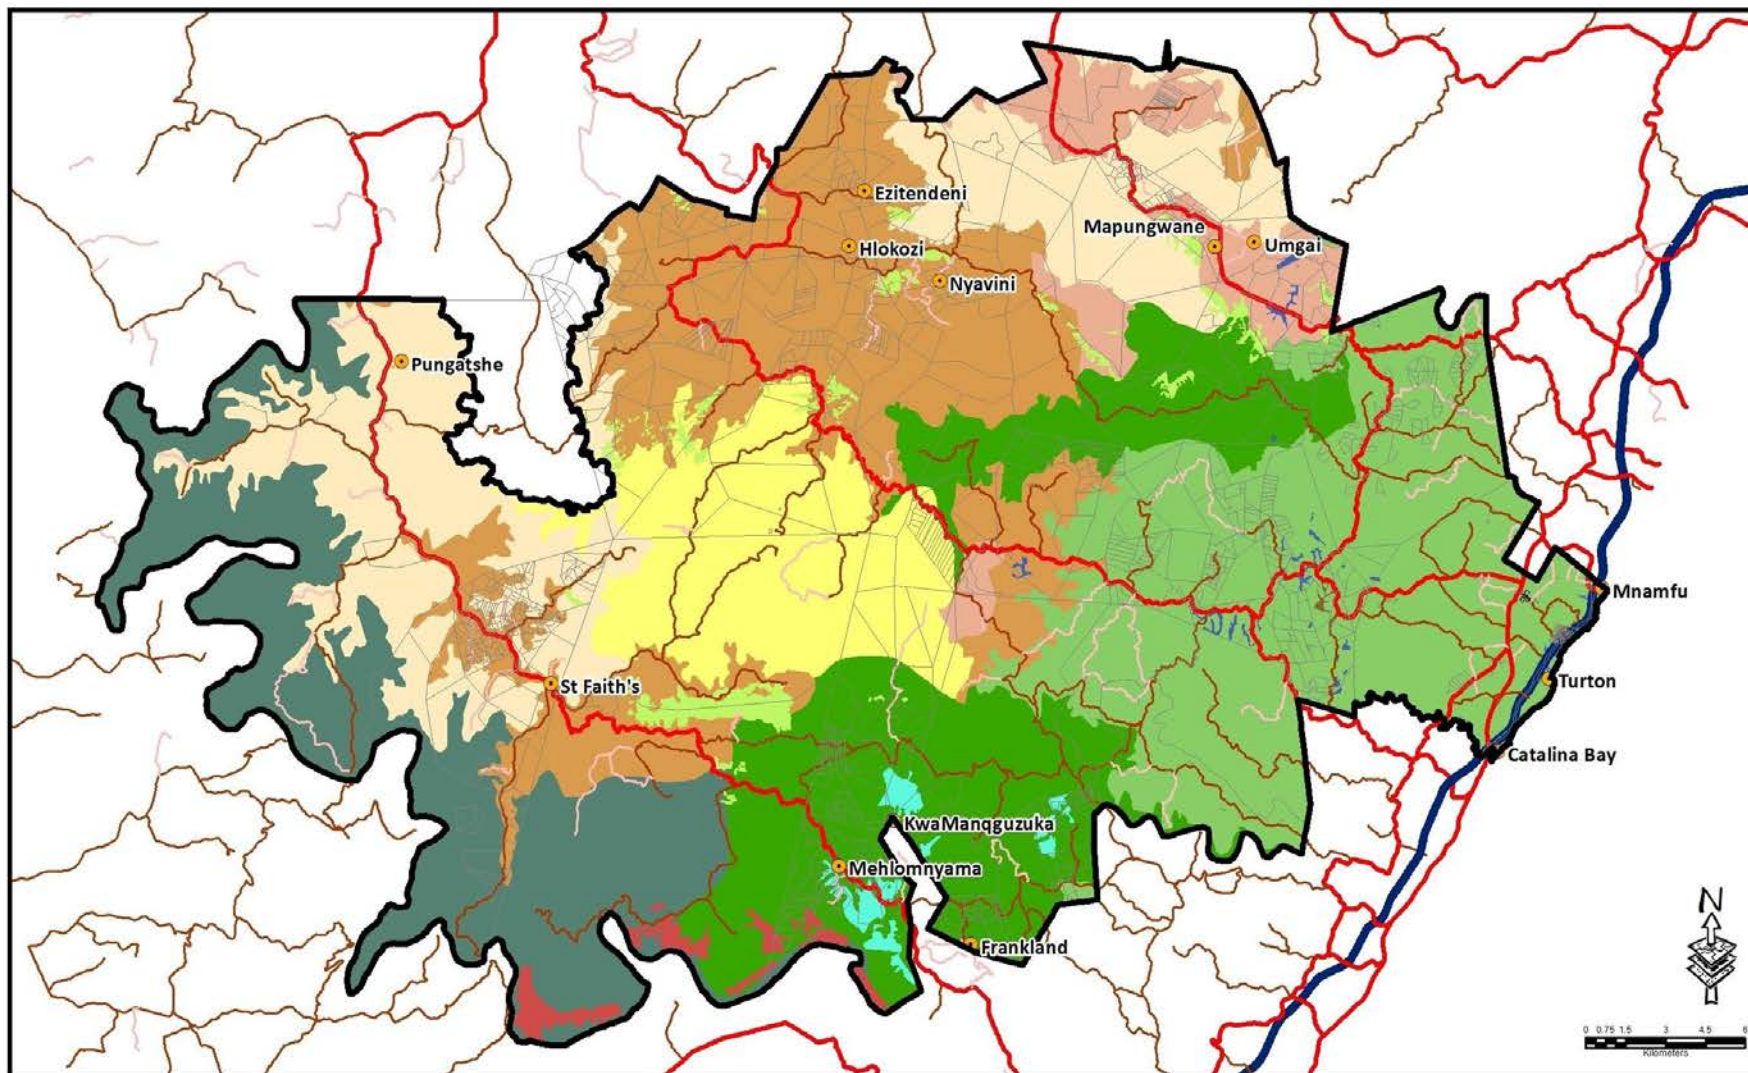 Ezitendeni
Mapungwane
Umgai
Hlokozi
Nyavini
Pungatshe
Mnamfu
St Faith's
Turton
Catalina Bay
KwaManqguzuka
Mehlomnyama
Frankland
N
0 0.75 1.5 3 4.5 6
Kilometers